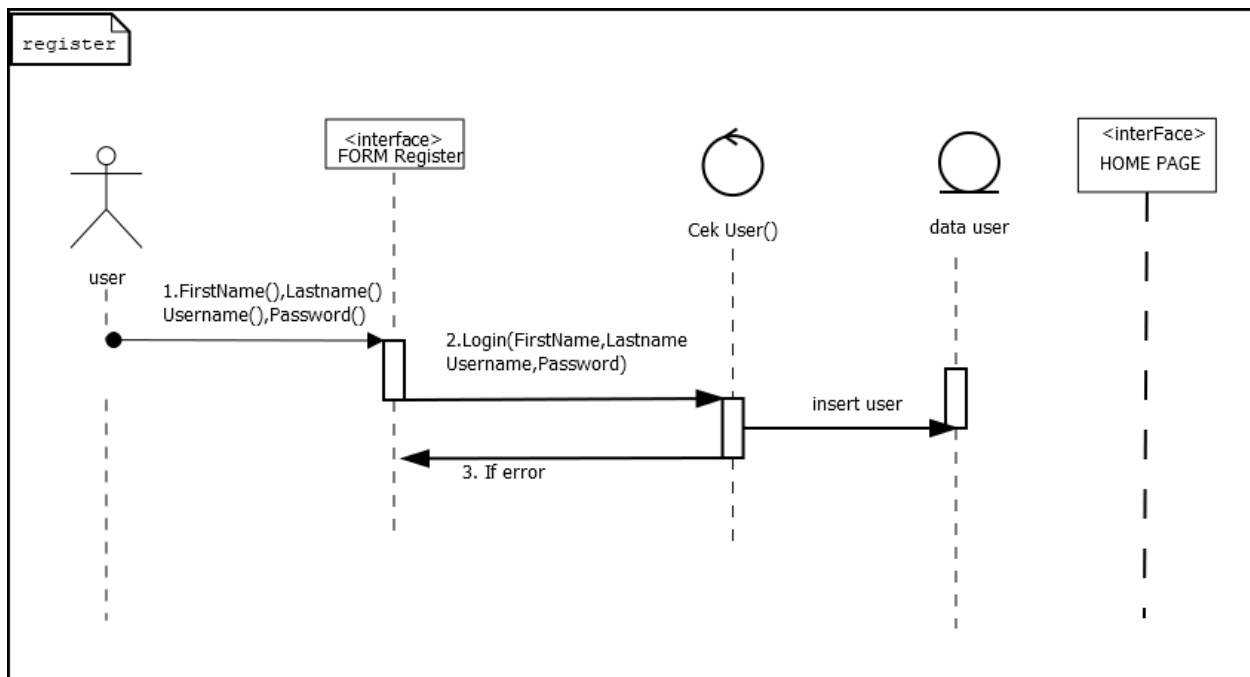 register
<interface>
FORM Register
<interFace>
HOME PAGE
Cek User()
data user
user
1.FirstName(),Lastname()
Username(),Password()
2.Login(FirstName,Lastname
Username,Password)
insert user
3. If error